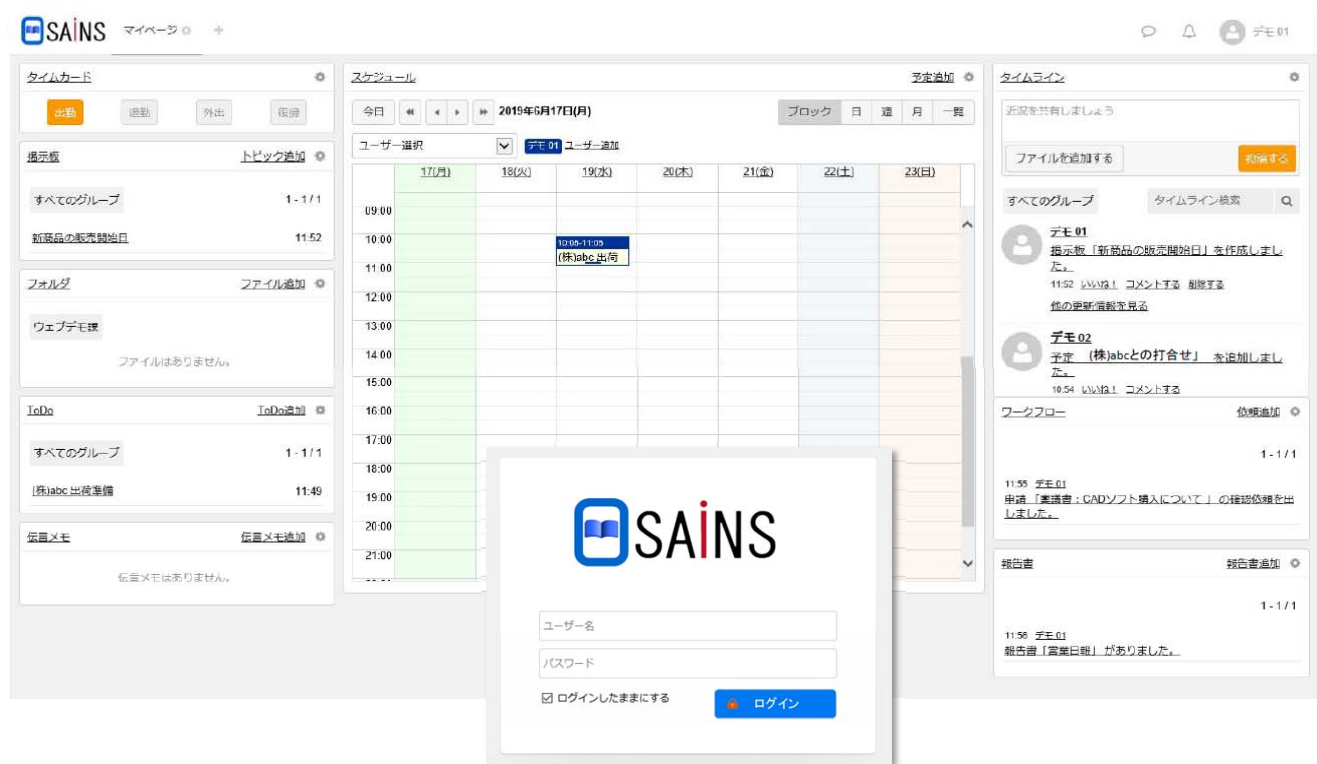 SAiNS マイページ
デモ 01
タイムカード
出勤 退勤 外出 復帰
掲示板 トピック追加
すべてのグループ 1 - 1 / 1
新商品の販売開始日 11:52
フォルダ ファイル追加
ウェブデモ課
ファイルはありません。
ToDo ToDo追加
すべてのグループ 1 - 1 / 1
(株)abc 出荷準備 11:49
伝言メモ 伝言メモ追加
伝言メモはありません。
スケジュール 予定追加
今日 2019年6月17日(月) ブロック 日 週 月 一覧
ユーザー選択 デモ 01 ユーザー追加
17(月) 18(火) 19(水) 20(木) 21(金) 22(土) 23(日)
09:00
10:00
10:05-11:05
(株)abc 出荷
11:00
12:00
13:00
14:00
15:00
16:00
17:00
18:00
19:00
20:00
21:00
タイムライン
近況を共有しましょう
ファイルを追加する 投稿する
すべてのグループ タイムライン検索
デモ 01
掲示板「新商品の販売開始日」を作成しまし
た。
11:52 いいね！ コメントする 削除する
他の更新情報を見る
デモ 02
予定 (株)abcとの打合せ」 を追加しまし
た。
10:54 いいね！ コメントする
ワークフロー 依頼追加
1 - 1 / 1
11:55 デモ 01
申請「稟議書：CADソフト購入について」の確認依頼を出
しました。
報告書 報告書追加
1 - 1 / 1
11:56 デモ 01
報告書「営業日報」がありました。
SAiNS
ユーザー名
パスワード
ログインしたままにする ログイン